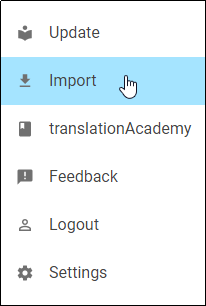 Update
Import
translationAcademy
Feedback
Logout
Settings